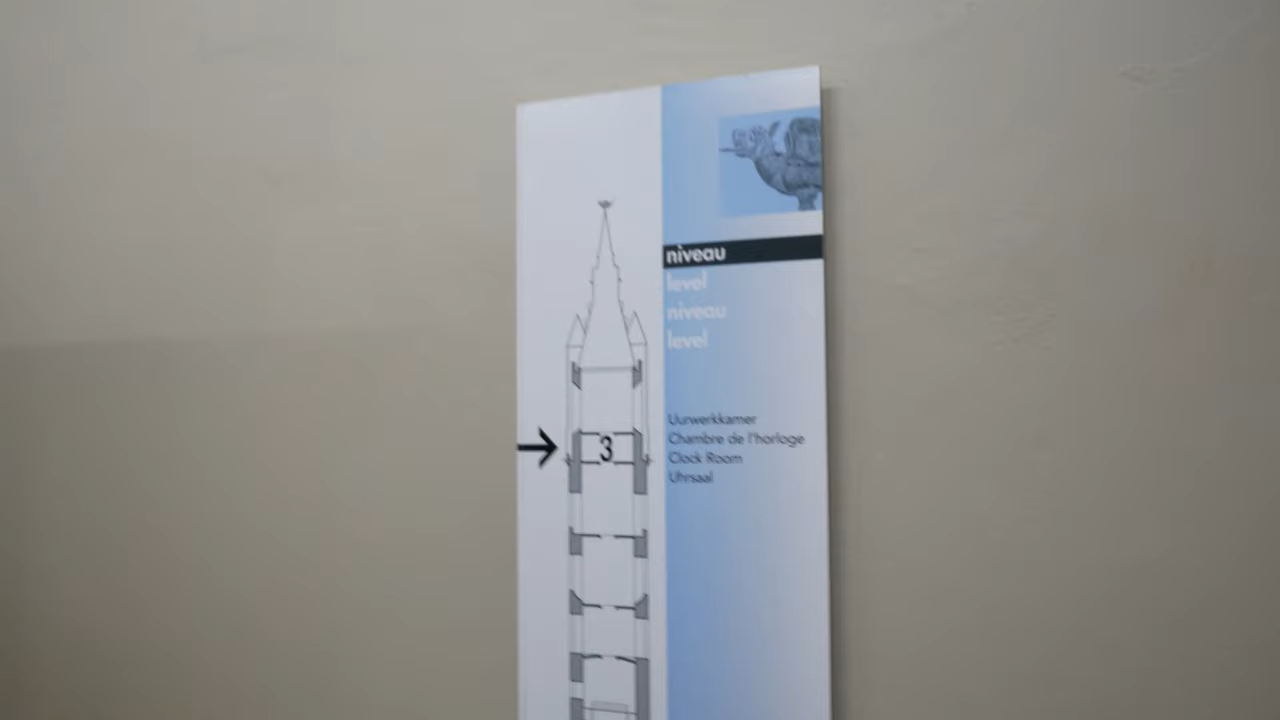 niveau
level
niveau
level
3
Uurwerkkamer
Chambre de l'horloge
Clock Room
Uhrsaal